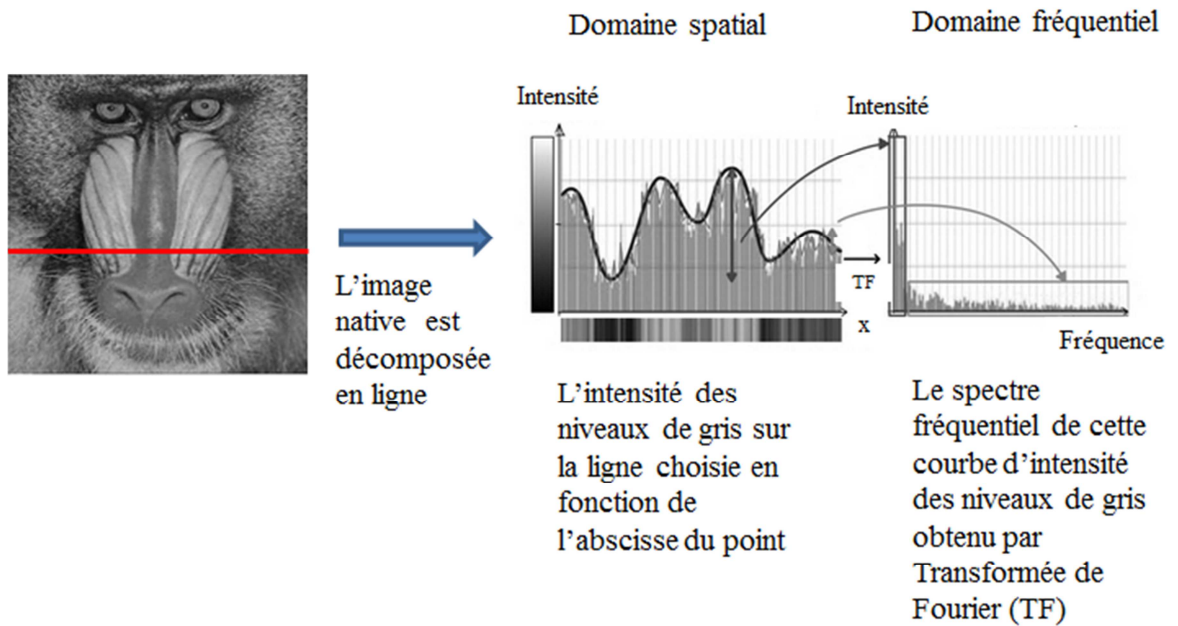 Domaine spatial
Domaine fréquentiel
Intensité
Intensité
L’image
native est
décomposée
en ligne
TF
x
Fréquence
L’intensité des
niveaux de gris sur
la ligne choisie en
fonction de
l’abscisse du point
Le spectre
fréquentiel de cette
courbe d’intensité
des niveaux de gris
obtenu par
Transformée de
Fourier (TF)